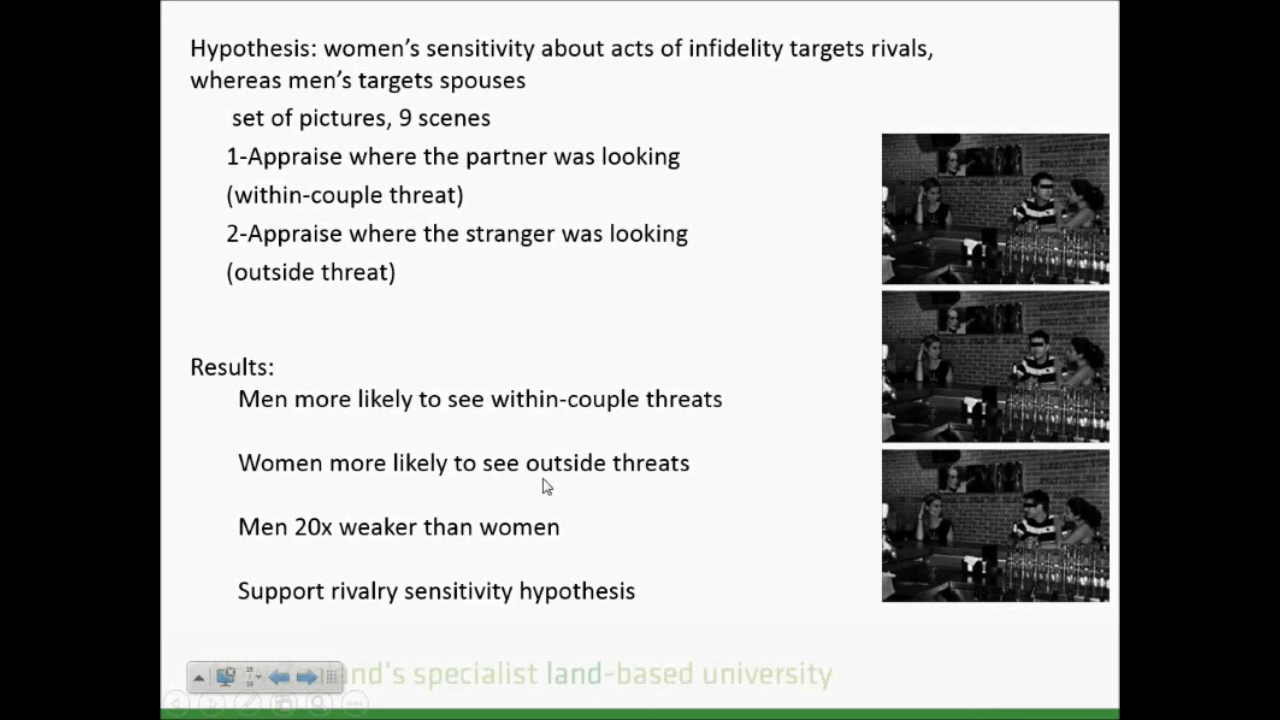 Hypothesis: women's sensitivity about acts of infidelity targets rivals,
whereas men's targets spouses
set of pictures, 9 scenes
1-Appraise where the partner was looking
(within-couple threat)
2-Appraise where the stranger was looking
(outside threat)
Results:
Men more likely to see within-couple threats
Women more likely to see outside threats
Men 20x weaker than women
Support rivalry sensitivity hypothesis
and's specialist land-based university